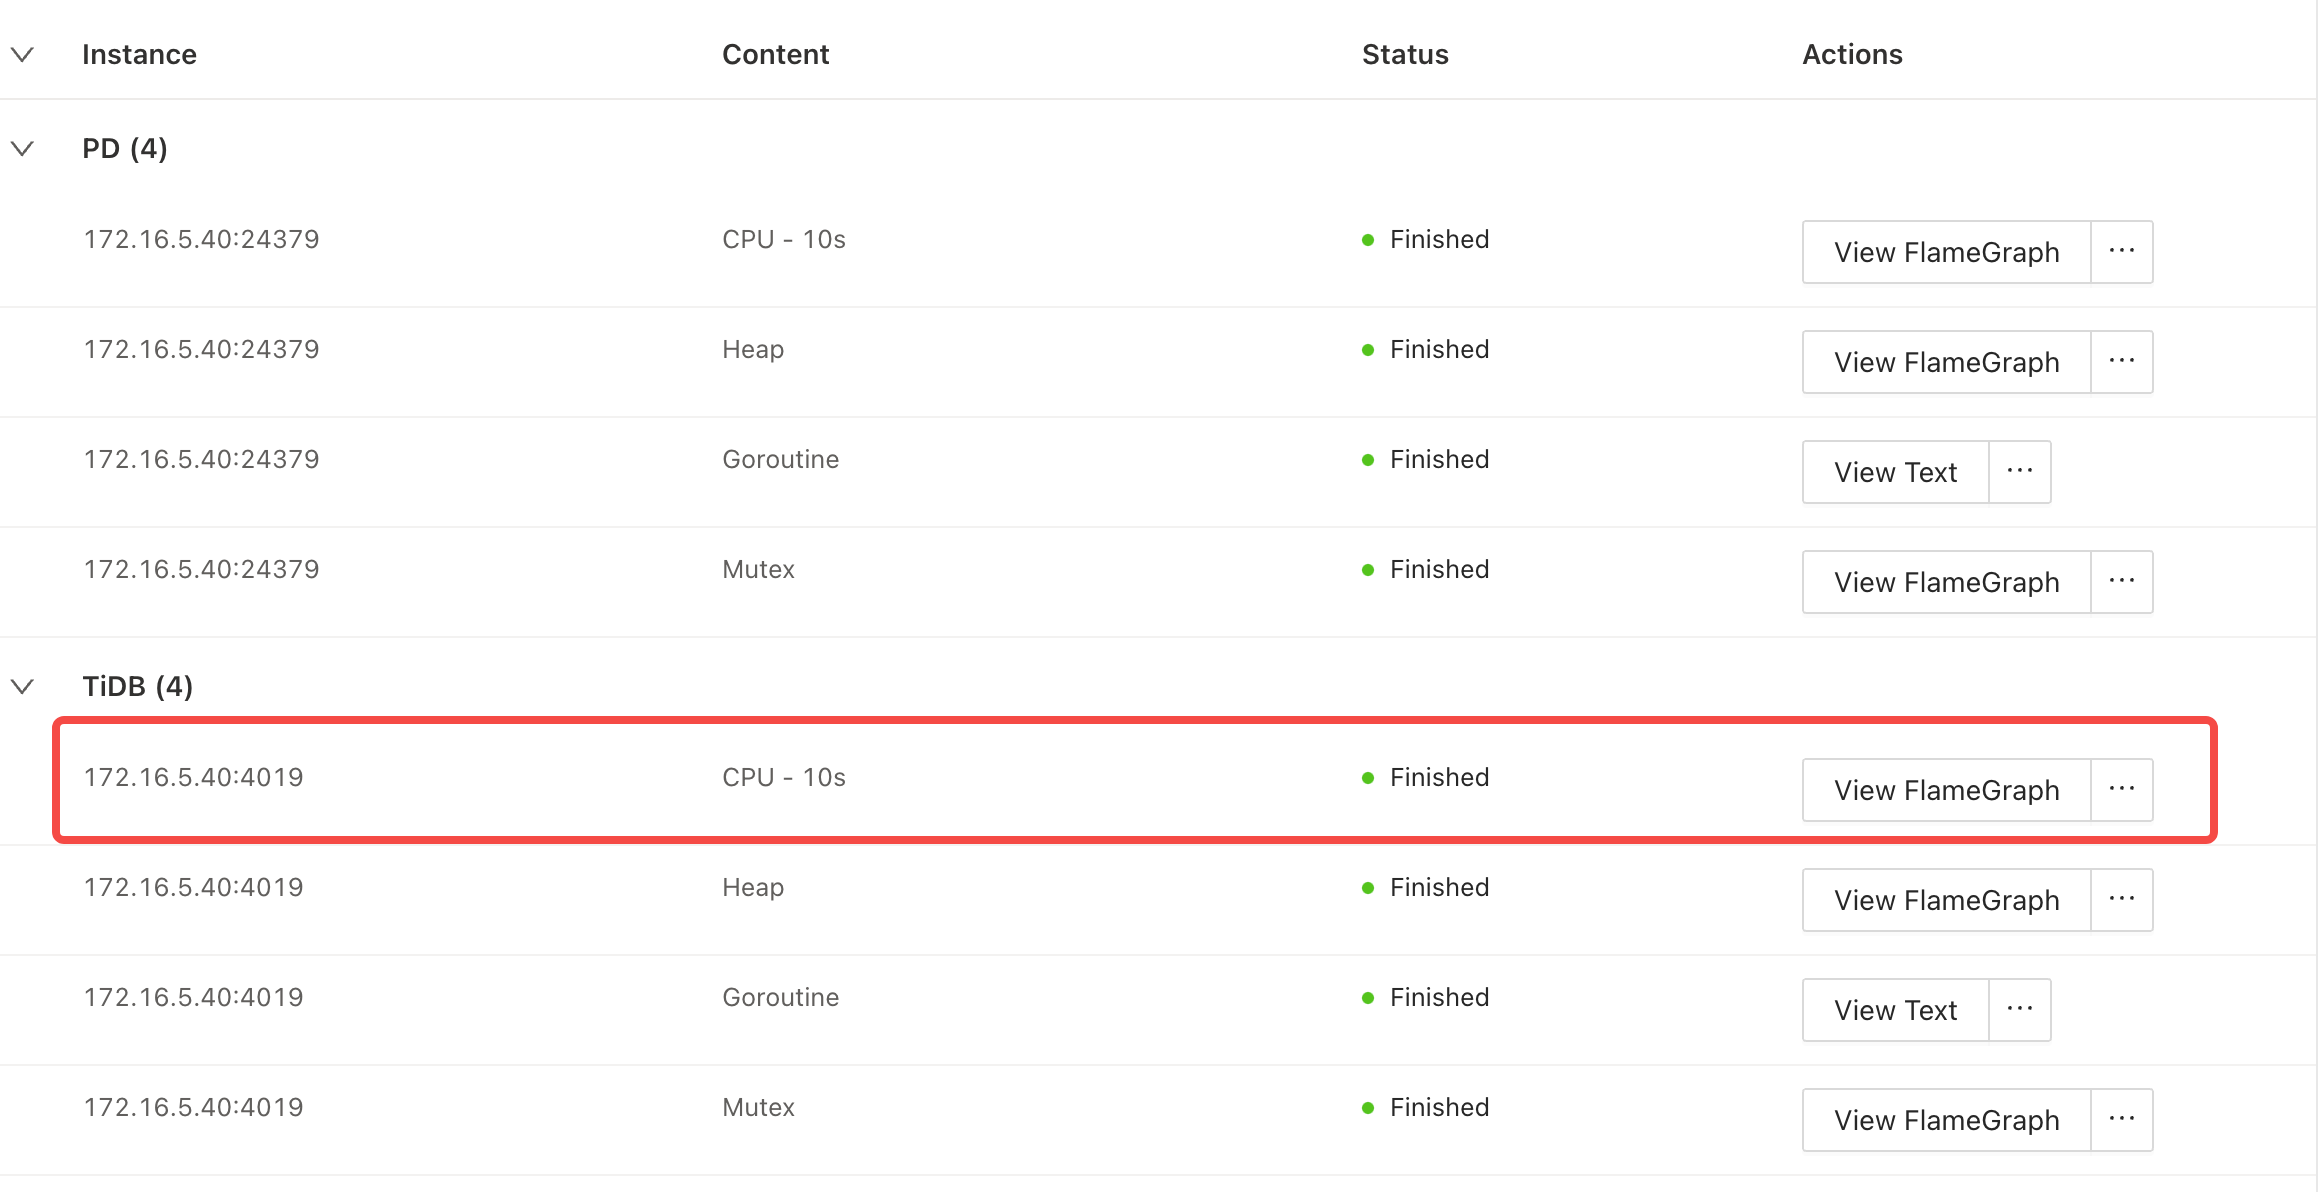 Instance Content Status Actions
PD (4)
172.16.5.40:24379 CPU - 10s Finished View FlameGraph ···
172.16.5.40:24379 Heap Finished View FlameGraph ···
172.16.5.40:24379 Goroutine Finished View Text ···
172.16.5.40:24379 Mutex Finished View FlameGraph ···
TiDB (4)
172.16.5.40:4019 CPU - 10s Finished View FlameGraph ···
172.16.5.40:4019 Heap Finished View FlameGraph ···
172.16.5.40:4019 Goroutine Finished View Text ···
172.16.5.40:4019 Mutex Finished View FlameGraph ···